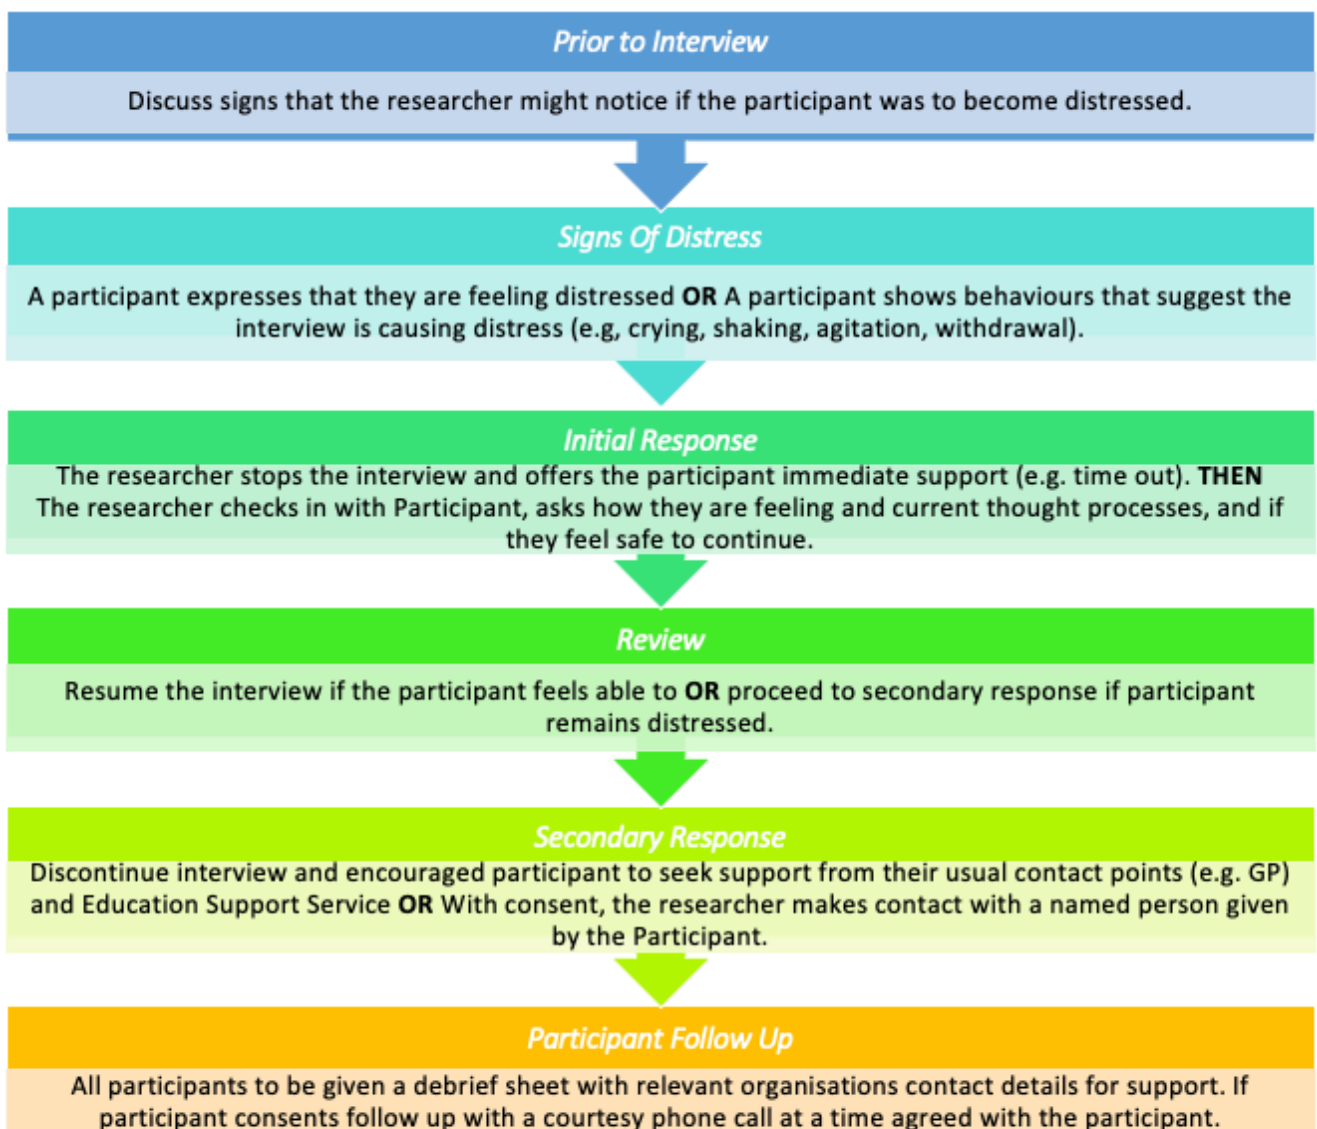 Prior to Interview
Discuss signs that the researcher might notice if the participant was to become distressed.
Signs Of Distress
A participant expresses that they are feeling distressed OR A participant shows behaviours that suggest the
interview is causing distress (e.g, crying, shaking, agitation, withdrawal).
Initial Response
The researcher stops the interview and offers the participant immediate support (e.g. time out). THEN
The researcher checks in with Participant, asks how they are feeling and current thought processes, and if
they feel safe to continue.
Review
Resume the interview if the participant feels able to OR proceed to secondary response if participant
remains distressed.
Secondary Response
Discontinue interview and encouraged participant to seek support from their usual contact points (e.g. GP)
and Education Support Service OR With consent, the researcher makes contact with a named person given
by the Participant.
Participant Follow Up
All participants to be given a debrief sheet with relevant organisations contact details for support. If
participant consents follow up with a courtesy phone call at a time agreed with the participant.